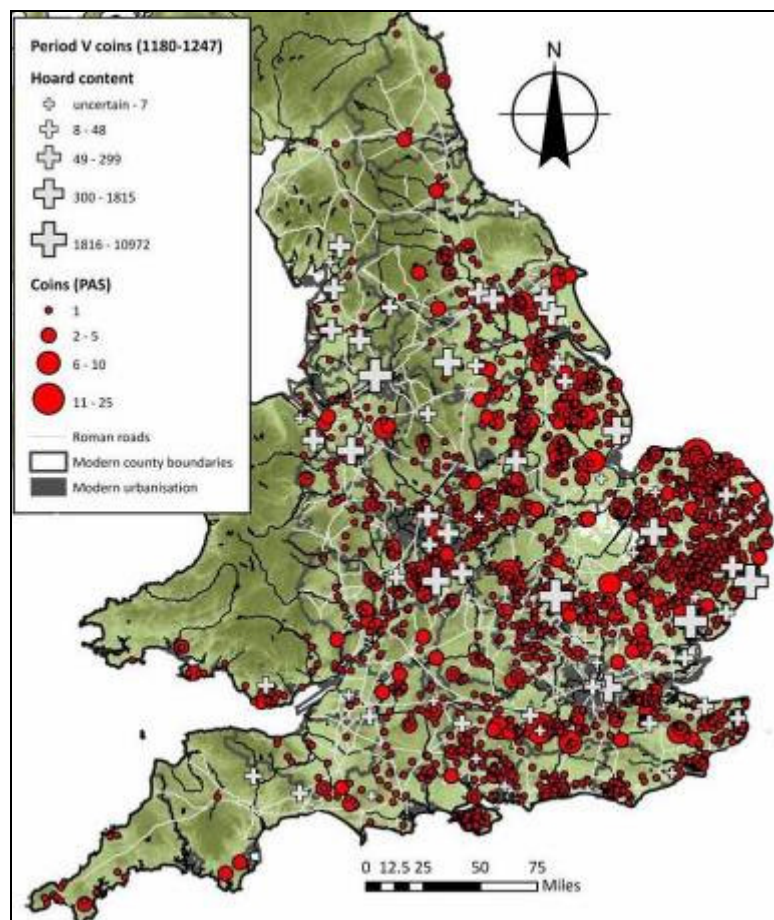 Period V coins (1180-1247)
Hoard content
uncertain - 7
8 - 48
49 - 299
300 - 1815
1816 - 10972
Coins (PAS)
1
2 - 5
6 - 10
11 - 25
Roman roads
Modern county boundaries
Modern urbanisation
N
0 12.5 25 50 75
Miles